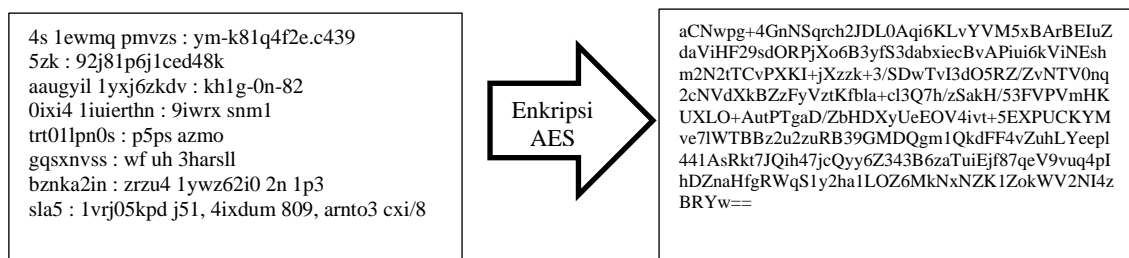 4s 1ewmq pmvzs : ym-k81q4f2e.c439
5zk : 92j81p6j1ced48k
aaugyil 1yxj6zkdv : kh1g-0n-82
0ixi4 1iuierthn : 9iwrx snm1
trt01lpn0s : p5ps azmo
gqsxnvss : wf uh 3harsll
bznka2in : zrzu4 1ywz62i0 2n 1p3
sla5 : 1vrj05kpd j51, 4ixdum 809, arnto3 cxi/8
Enkripsi
AES
aCNwpg+4GnNSqrch2JDL0Aqi6KLvYVM5xBArBEIuZ
daViHF29sdORPjXo6B3yfS3dabxiecBvAPiui6kViNEsh
m2N2tTCvPXKI+jXzzk+3/SDwTvI3dO5RZ/ZvNTV0nq
2cNVdXkBZzFyVztKfbla+cl3Q7h/zSakH/53FVPVmHK
UXLO+AutPTgaD/ZbHDXyUeEOV4ivt+5EXPUCKYM
ve7lWTBBz2u2zuRB39GMDQgm1QkdFF4vZuhLYeepl
441AsRkt7JQih47jcQyy6Z343B6zaTuiEjf87qeV9vuq4pI
hDZnaHfgRWqS1y2ha1LOZ6MkNxNZK1ZokWV2NI4z
BRYw==